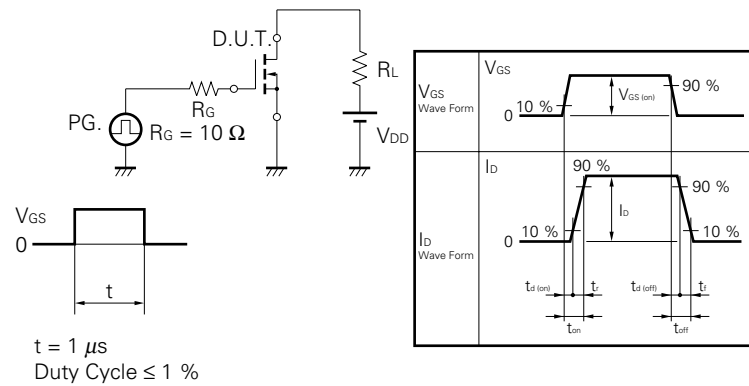 D.U.T.
RL
RG
PG.
RG = 10 Ω
VDD
VGS
0
t
t = 1 μs
Duty Cycle ≤ 1 %
VGS
Wave Form
VGS
10 %
0
VGS (on)
90 %
ID
Wave Form
ID
90 %
90 %
ID
10 %
10 %
0
td (on)
tr
td (off)
tf
ton
toff